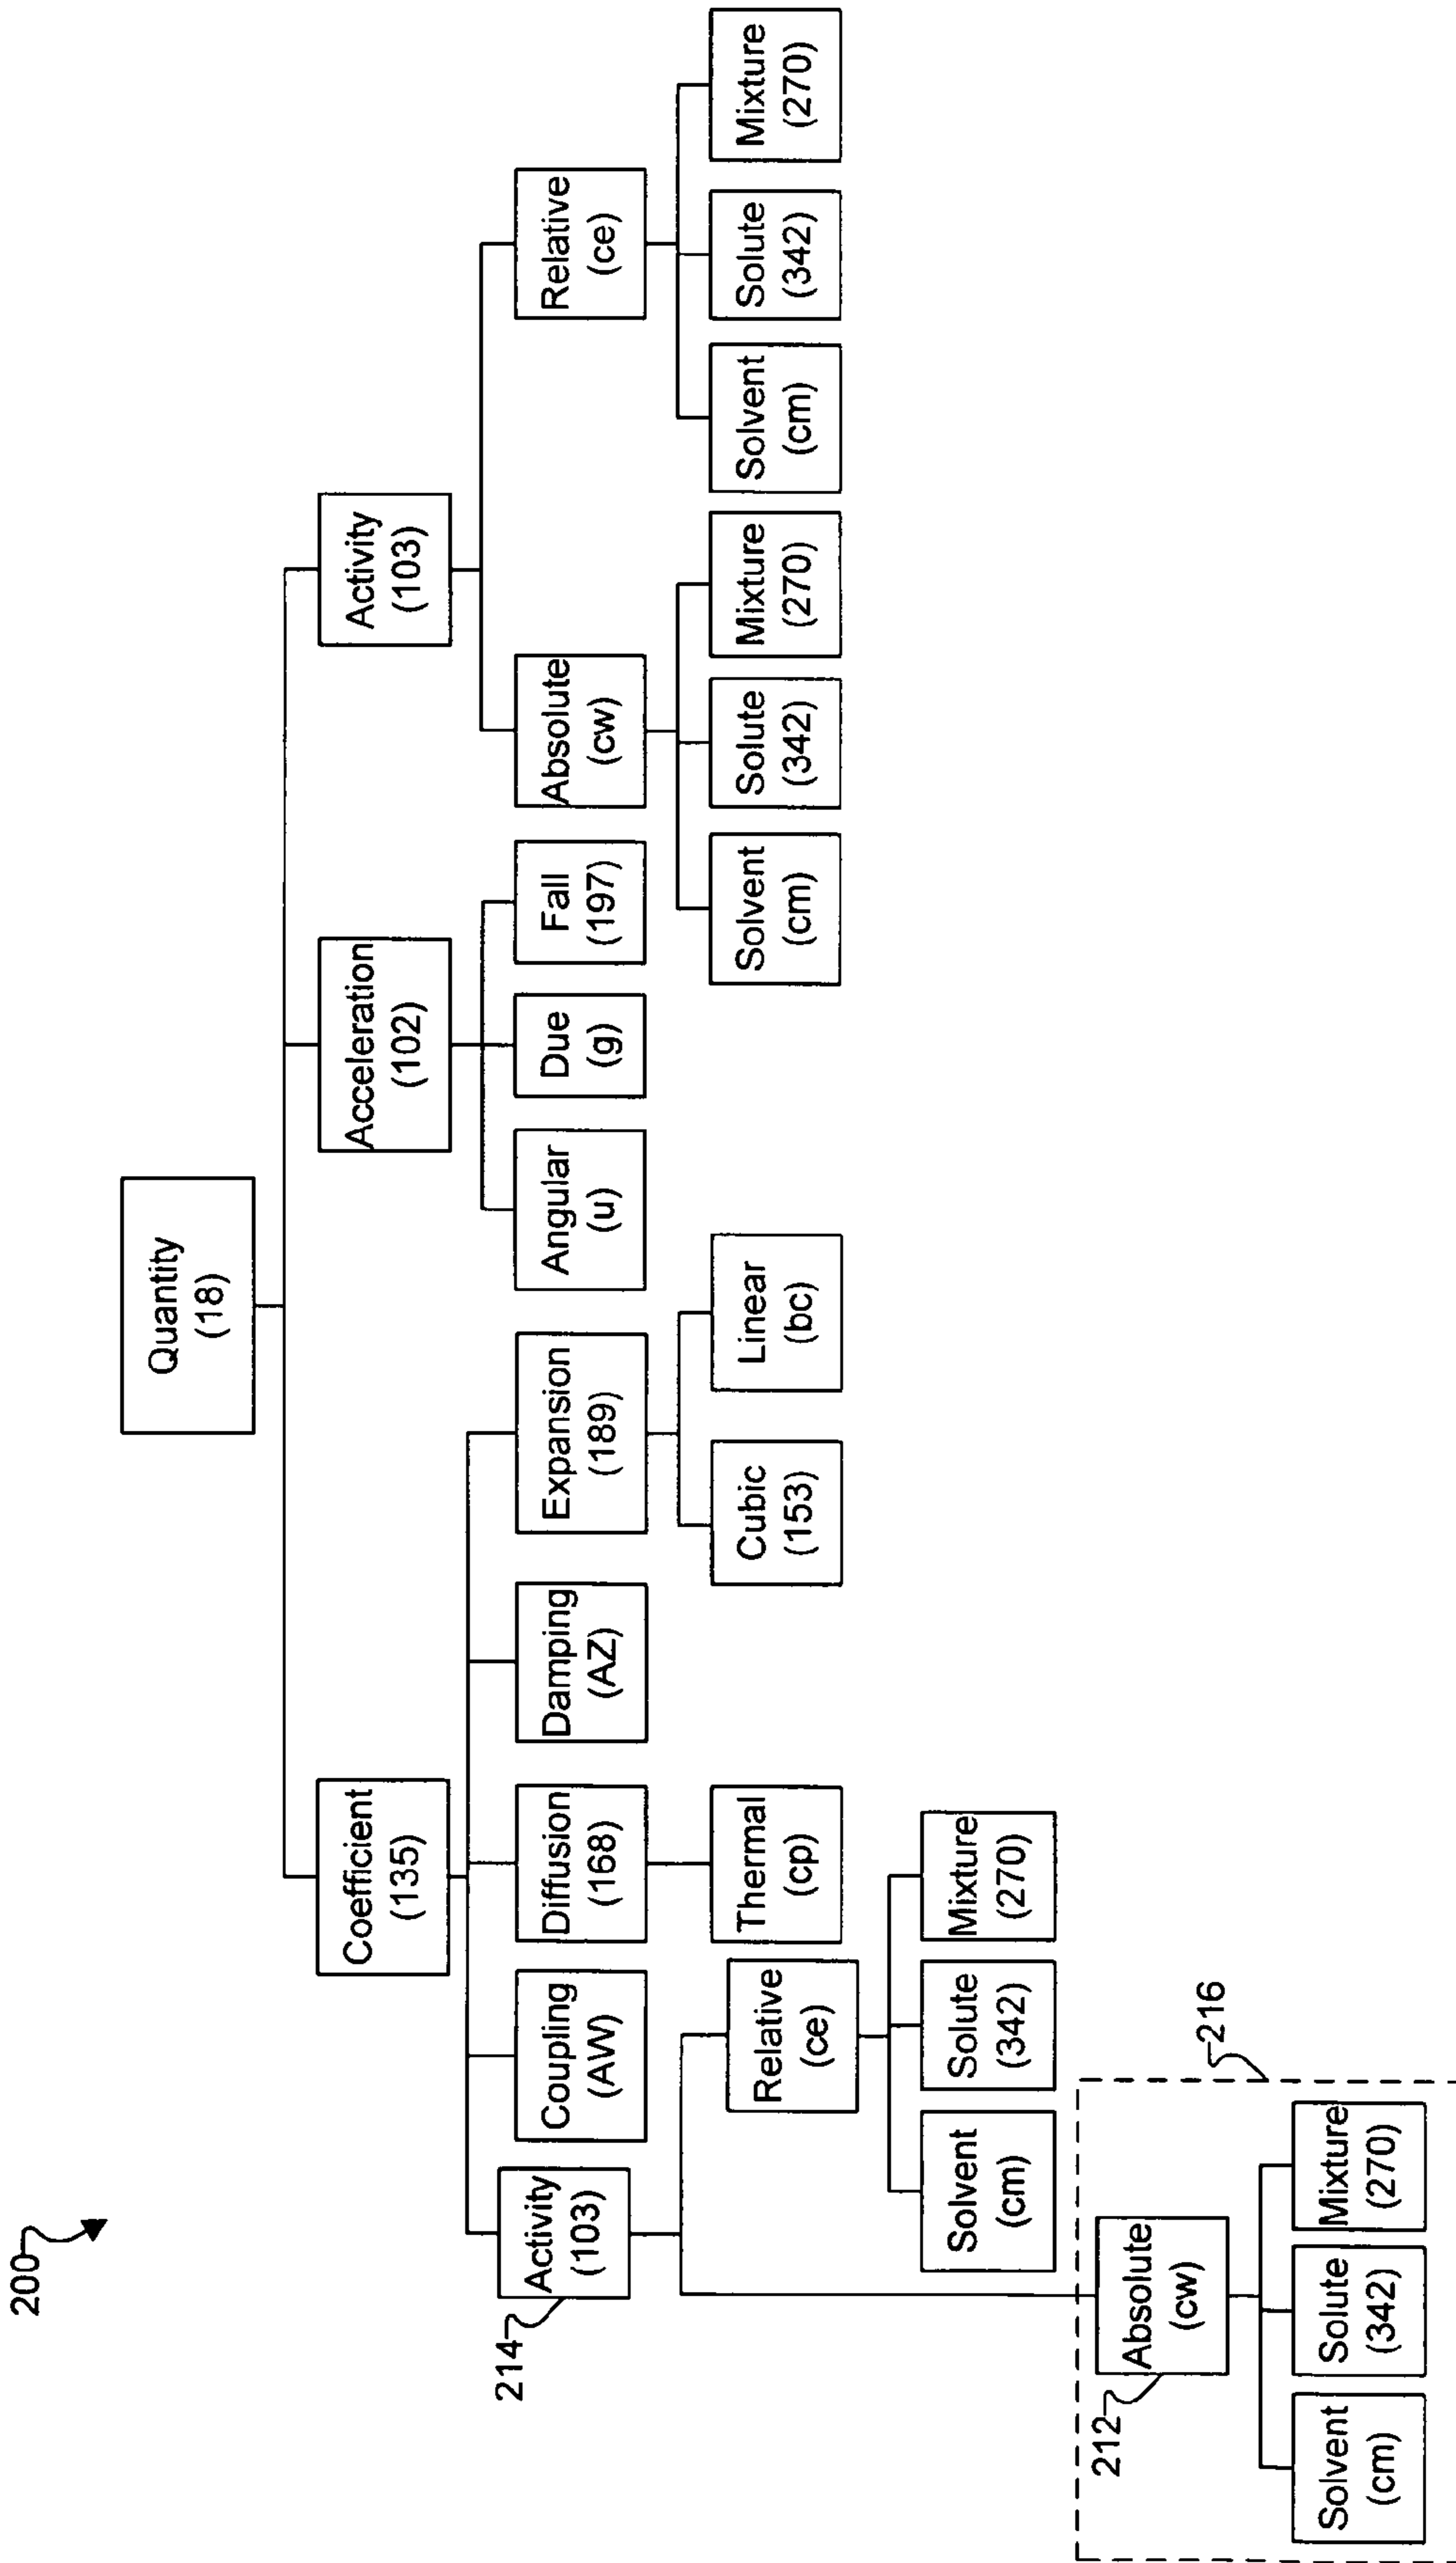 200
Quantity
(18)
Coefficient
(135)
Acceleration
(102)
Activity
(103)
214
Activity
(103)
Coupling
(AW)
Diffusion
(168)
Damping
(AZ)
Expansion
(189)
Angular
(u)
Due
(g)
Fall
(197)
Absolute
(cw)
Relative
(ce)
Relative
(ce)
Thermal
(cp)
Cubic
(153)
Linear
(bc)
Solvent
(cm)
Solute
(342)
Mixture
(270)
Solvent
(cm)
Solute
(342)
Mixture
(270)
Solvent
(cm)
Solute
(342)
Mixture
(270)
212
Absolute
(cw)
216
Solvent
(cm)
Solute
(342)
Mixture
(270)